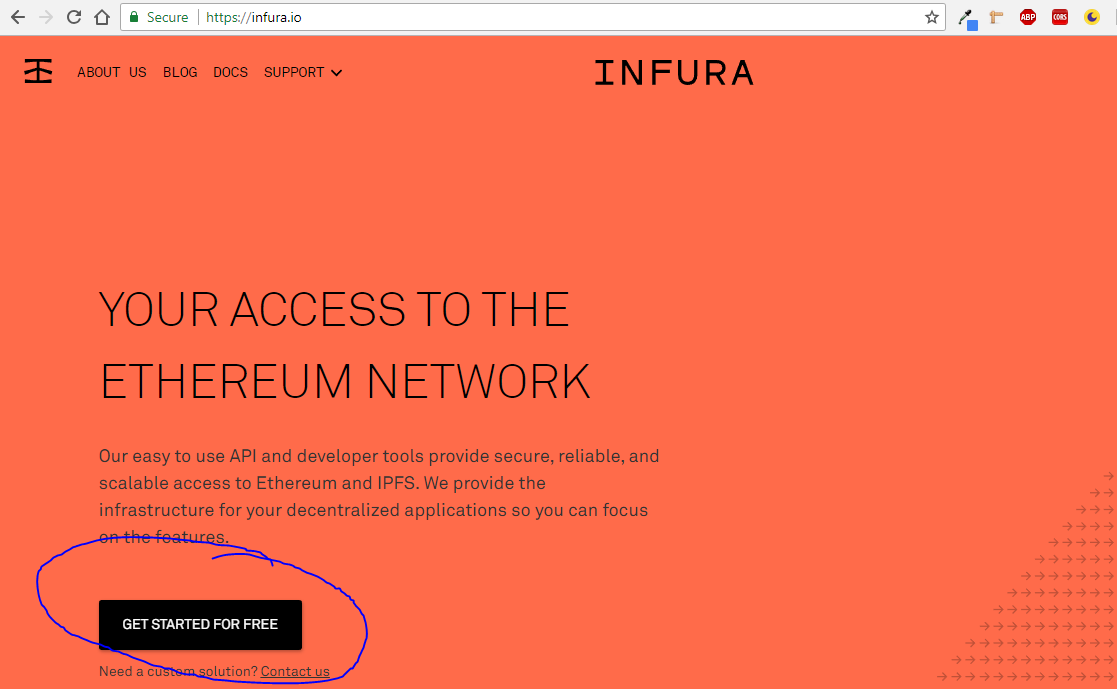 Secure https://infura.io
ABP
CORS
ABOUT US BLOG DOCS SUPPORT
INFURA
YOUR ACCESS TO THE
ETHEREUM NETWORK
Our easy to use API and developer tools provide secure, reliable, and
scalable access to Ethereum and IPFS. We provide the
infrastructure for your decentralized applications so you can focus
on the features.
GET STARTED FOR FREE
Need a custom solution? Contact us